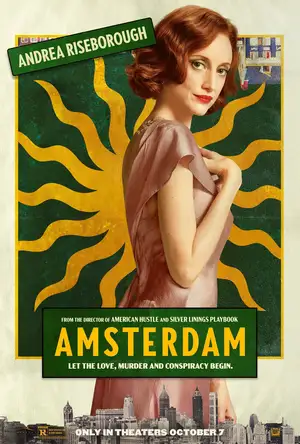 ANDREA RISEBOROUGH
FROM THE DIRECTOR OF AMERICAN HUSTLE AND SILVER LININGS PLAYBOOK
AMSTERDAM
LET THE LOVE, MURDER AND CONSPIRACY BEGIN.
R
ONLY IN THEATERS OCTOBER 7